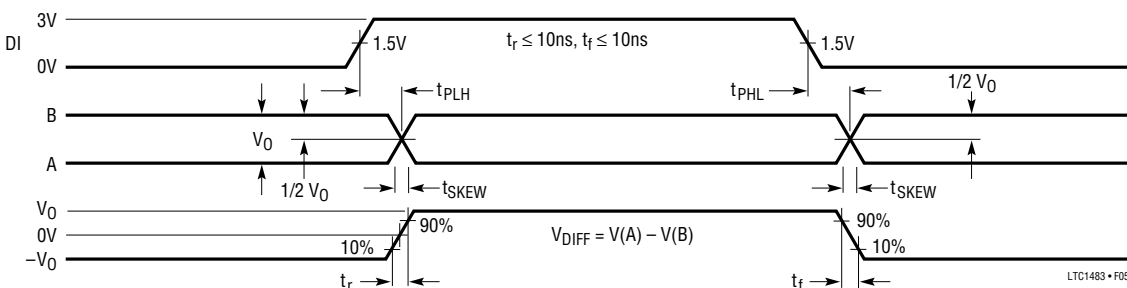 3V
DI
1.5V
t_r ≤ 10ns, t_f ≤ 10ns
1.5V
0V
t_PLH
t_PHL
1/2 V_O
B
V_O
A
1/2 V_O
t_SKEW
t_SKEW
V_O
90%
90%
0V
V_DIFF = V(A) – V(B)
10%
10%
–V_O
t_r
t_f
LTC1483 • F05